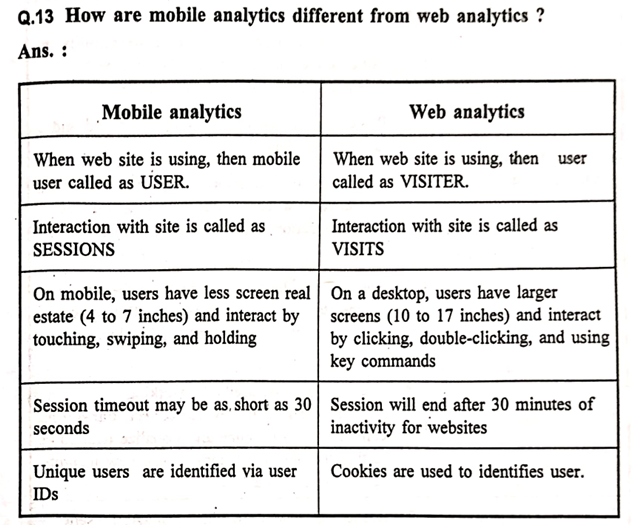 Q.13 How are mobile analytics different from web analytics ?
Ans. :
Mobile analytics
Web analytics
When web site is using, then mobile
user called as USER.
When web site is using, then user
called as VISITER.
Interaction with site is called as
SESSIONS
Interaction with site is called as
VISITS
On mobile, users have less screen real
estate (4 to 7 inches) and interact by
touching, swiping, and holding
On a desktop, users have larger
screens (10 to 17 inches) and interact
by clicking, double-clicking, and using
key commands
Session timeout may be as short as 30
seconds
Session will end after 30 minutes of
inactivity for websites
Unique users are identified via user
IDs
Cookies are used to identifies user.